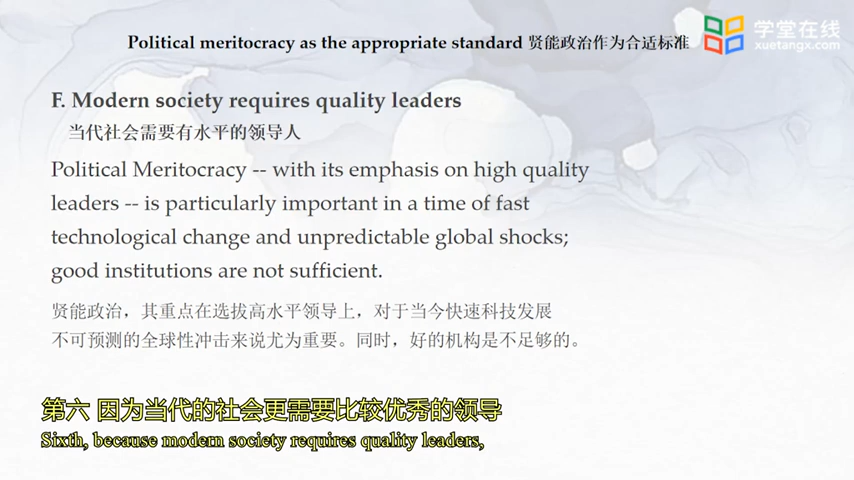 Political meritocracy as the appropriate standard 贤能政治作为合适标准
学堂在线
xuetangx.com
F. Modern society requires quality leaders
当代社会需要有水平的领导人
Political Meritocracy -- with its emphasis on high quality
leaders -- is particularly important in a time of fast
technological change and unpredictable global shocks;
good institutions are not sufficient.
贤能政治，其重点在选拔高水平领导上，对于当今快速科技发展
不可预测的全球性冲击来说尤为重要。同时，好的机构是不足够的。
第六 因为当代的社会更需要比较优秀的领导
Sixth, because modern society requires quality leaders,